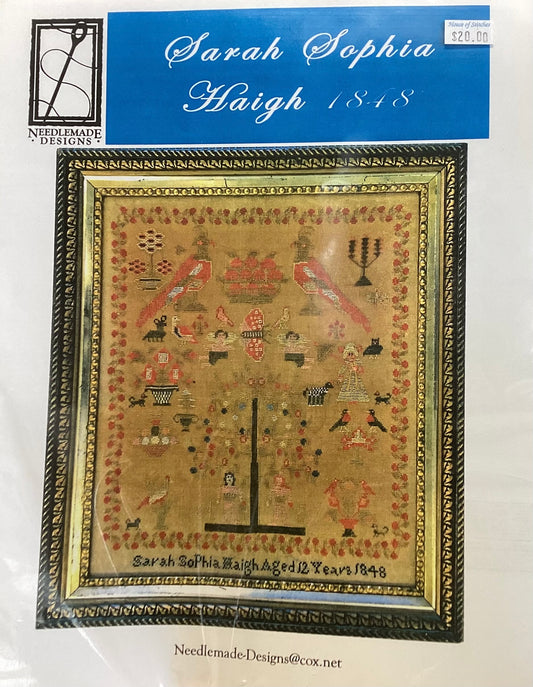 Sarah Sophia
Haigh 1848
House of Stitches
$20.00
NEEDLEMADE
• DESIGNS •
Sarah SoPhia Haigh Aged 12 Years 1848
Needlemade-Designs@cox.net